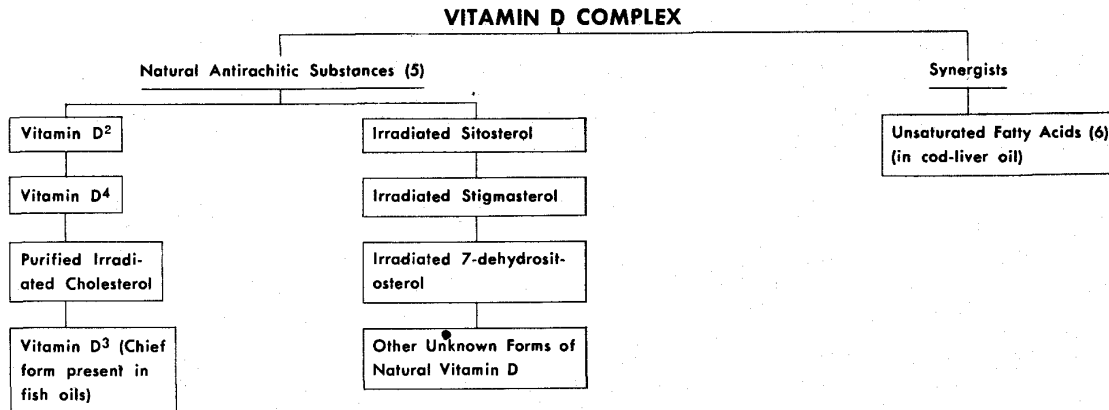 VITAMIN D COMPLEX
Natural Antirachitic Substances (5)
Synergists
Vitamin D²
Vitamin D⁴
Purified Irradi-
ated Cholesterol
Vitamin D³ (Chief
form present in
fish oils)
Irradiated Sitosterol
Irradiated Stigmasterol
Irradiated 7-dehydrosit-
osterol
Other Unknown Forms of
Natural Vitamin D
Unsaturated Fatty Acids (6)
(in cod-liver oil)